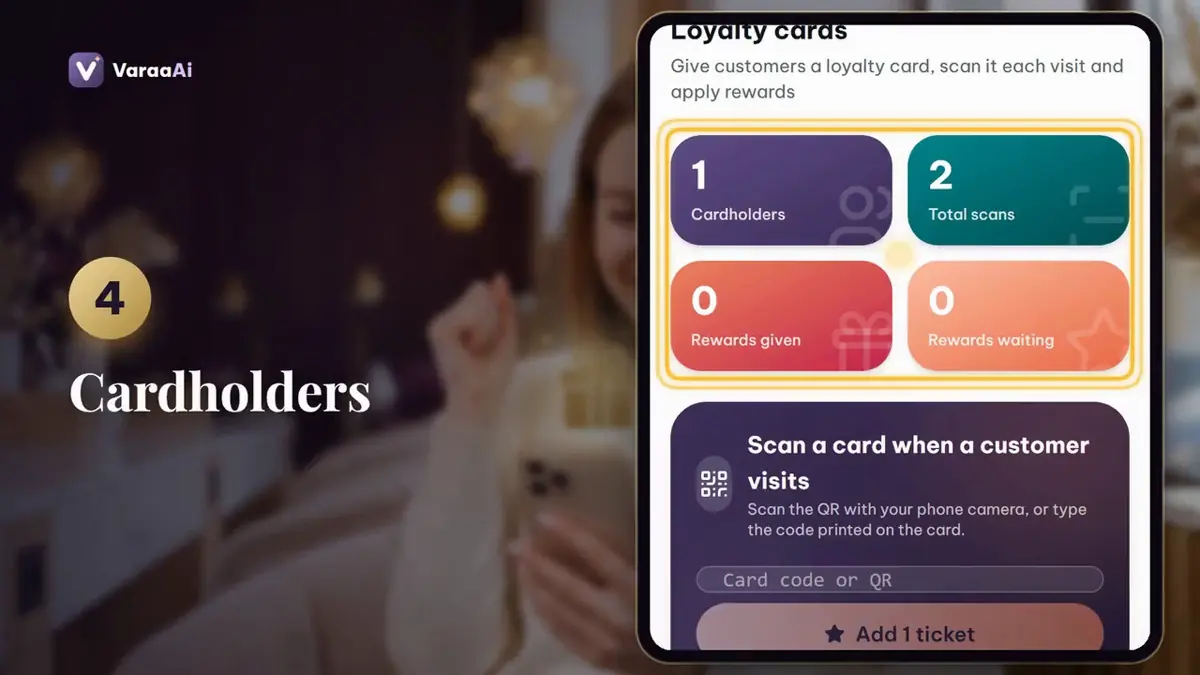 VaraaAi
4
Cardholders
Loyalty cards
Give customers a loyalty card, scan it each visit and
apply rewards
1
Cardholders
2
Total scans
0
Rewards given
0
Rewards waiting
Scan a card when a customer
visits
Scan the QR with your phone camera, or type
the code printed on the card.
Card code or QR
Add 1 ticket